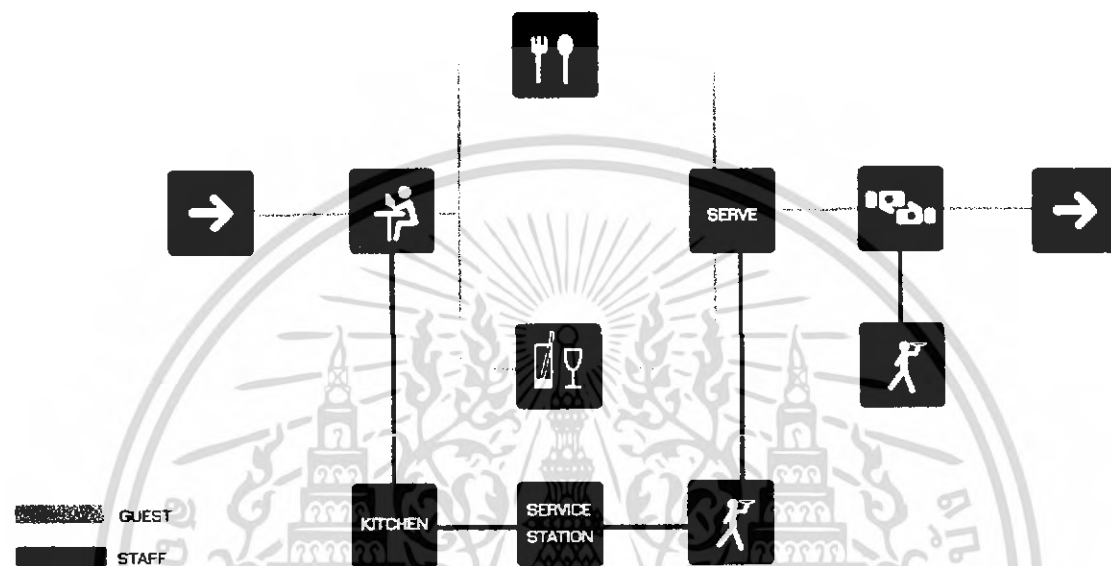 SERVE
KITCHEN
SERVICE
STATION
GUEST
STAFF